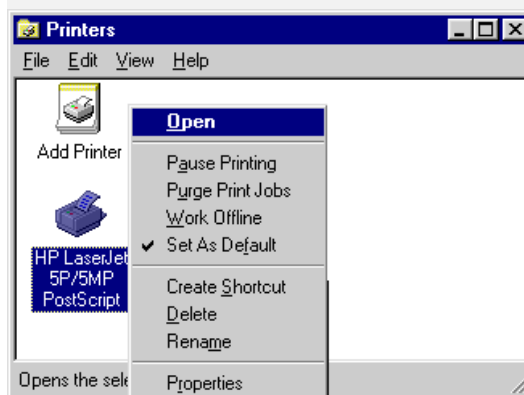 Printers
File Edit View Help
Add Printer
HP LaserJet
5P/5MP
PostScript
Open
Pause Printing
Purge Print Jobs
Work Offline
Set As Default
Create Shortcut
Delete
Rename
Properties
Opens the